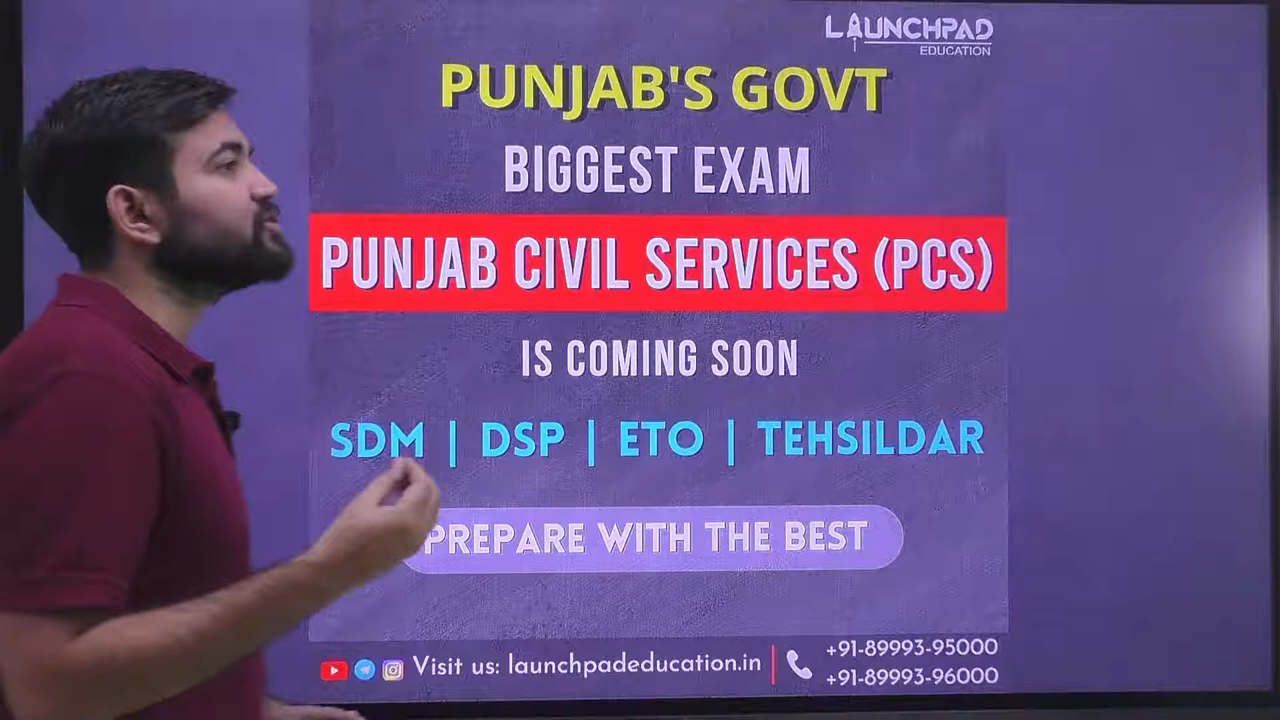 LAUNCHPAD
EDUCATION
PUNJAB'S GOVT
BIGGEST EXAM
PUNJAB CIVIL SERVICES (PCS)
IS COMING SOON
SDM | DSP | ETO | TEHSILDAR
PREPARE WITH THE BEST
Visit us: launchpadeducation.in
+91-89993-95000
+91-89993-96000